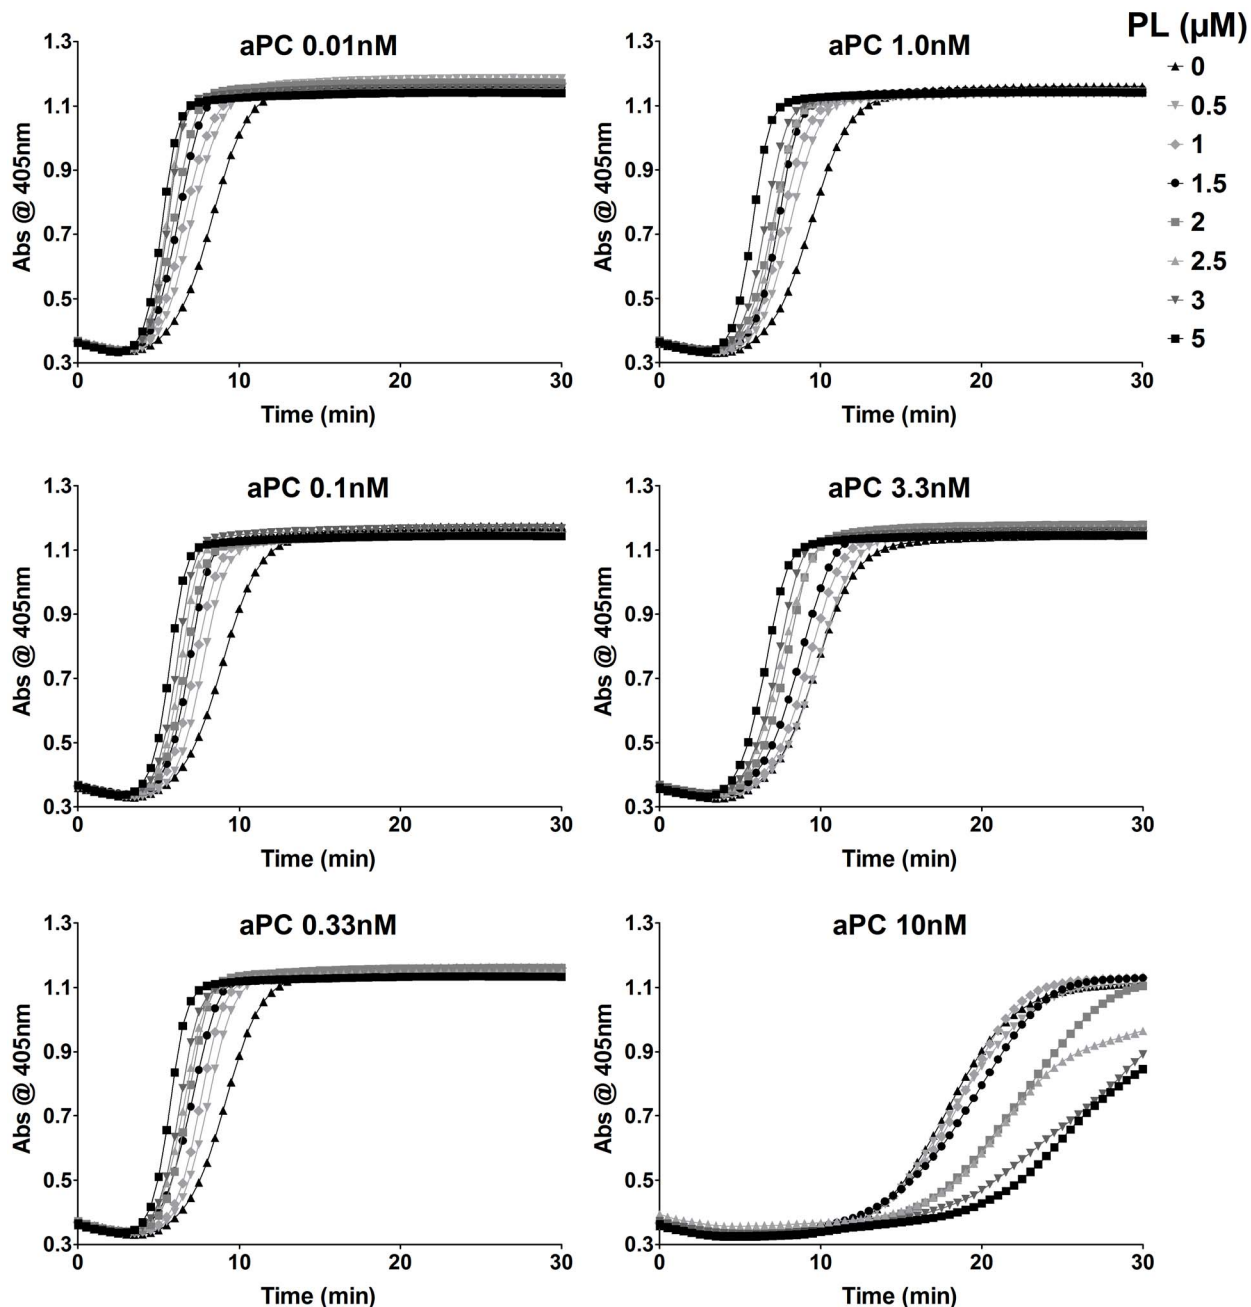 aPC 0.01nM
1.3
1.1
0.9
0.7
0.5
0.3
Abs @ 405nm
0 10 20 30
Time (min)
aPC 1.0nM
1.3
1.1
0.9
0.7
0.5
0.3
Abs @ 405nm
0 10 20 30
Time (min)
PL (µM)
0
0.5
1
1.5
2
2.5
3
5
aPC 0.1nM
1.3
1.1
0.9
0.7
0.5
0.3
Abs @ 405nm
0 10 20 30
Time (min)
aPC 3.3nM
1.3
1.1
0.9
0.7
0.5
0.3
Abs @ 405nm
0 10 20 30
Time (min)
aPC 0.33nM
1.3
1.1
0.9
0.7
0.5
0.3
Abs @ 405nm
0 10 20 30
Time (min)
aPC 10nM
1.3
1.1
0.9
0.7
0.5
0.3
Abs @ 405nm
0 10 20 30
Time (min)